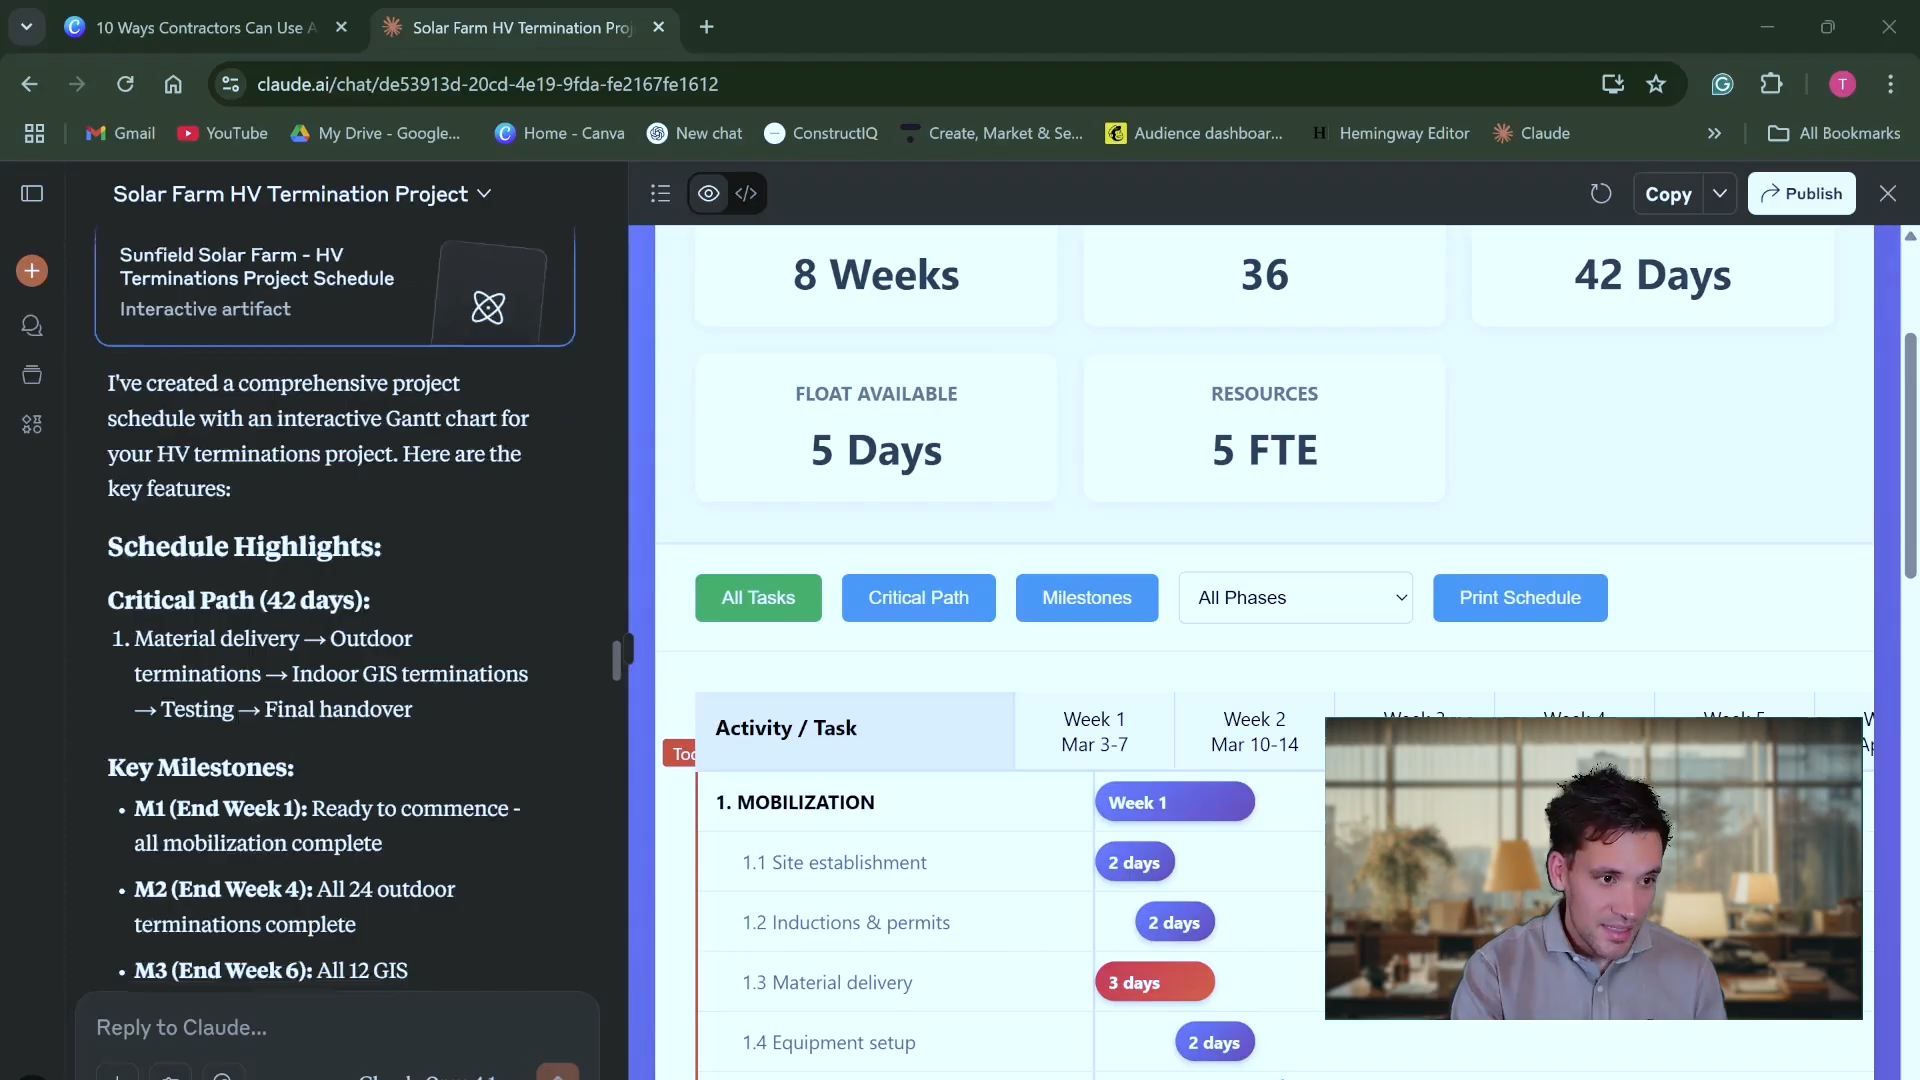 10 Ways Contractors Can Use A
Solar Farm HV Termination Proj
claude.ai/chat/de53913d-20cd-4e19-9fda-fe2167fe1612
T
Gmail
YouTube
My Drive - Google...
Home - Canva
New chat
ConstructIQ
Create, Market & Se...
Audience dashboar...
H Hemingway Editor
Claude
All Bookmarks
Solar Farm HV Termination Project
Copy
Publish
Sunfield Solar Farm - HV
Terminations Project Schedule
Interactive artifact
I've created a comprehensive project
schedule with an interactive Gantt chart for
your HV terminations project. Here are the
key features:
Schedule Highlights:
Critical Path (42 days):
1. Material delivery → Outdoor
terminations → Indoor GIS terminations
→ Testing → Final handover
Key Milestones:
• M1 (End Week 1): Ready to commence -
all mobilization complete
• M2 (End Week 4): All 24 outdoor
terminations complete
• M3 (End Week 6): All 12 GIS
Reply to Claude...
8 Weeks
36
42 Days
FLOAT AVAILABLE
5 Days
RESOURCES
5 FTE
All Tasks
Critical Path
Milestones
All Phases
Print Schedule
Activity / Task
Week 1
Mar 3-7
Week 2
Mar 10-14
1. MOBILIZATION
Week 1
1.1 Site establishment
2 days
1.2 Inductions & permits
2 days
1.3 Material delivery
3 days
1.4 Equipment setup
2 days